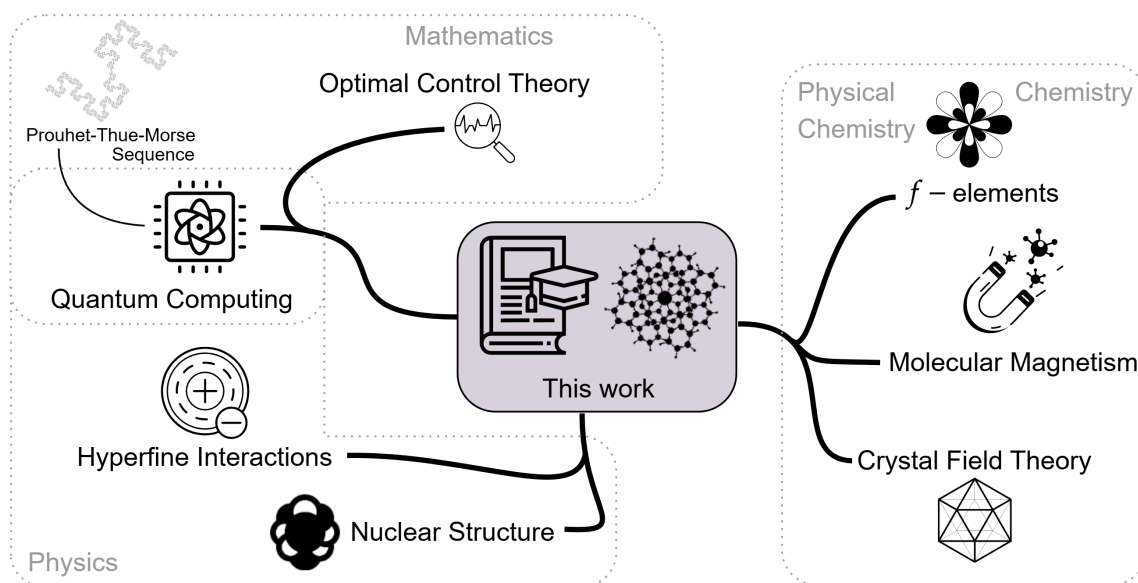 Mathematics
Optimal Control Theory
Prouhet-Thue-Morse
Sequence
Quantum Computing
Hyperfine Interactions
Nuclear Structure
Physics
This work
Physical
Chemistry
Chemistry
f – elements
Molecular Magnetism
Crystal Field Theory